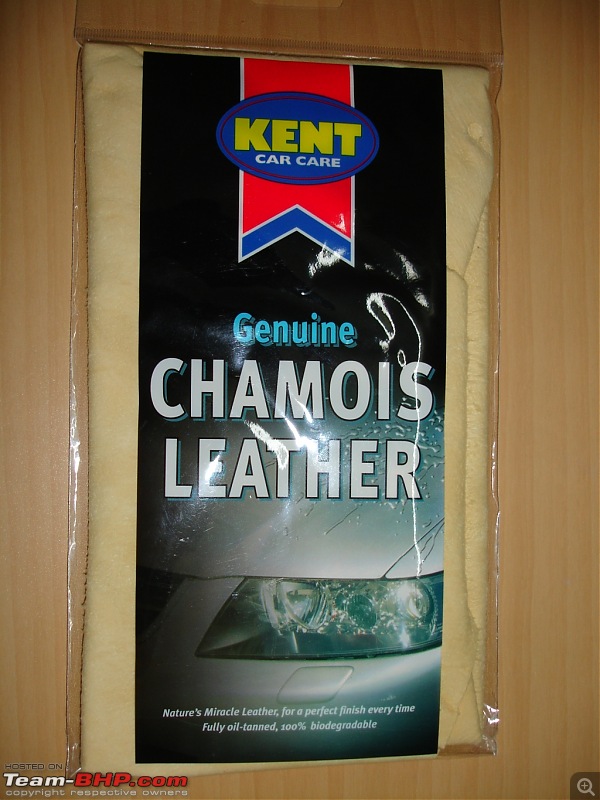 KENT
CAR CARE
Genuine
CHAMOIS
LEATHER
Nature's Miracle Leather, for a perfect finish every time
Fully oil-tanned, 100% biodegradable
HOSTED ON
Team-BHP.com
copyright respective owners